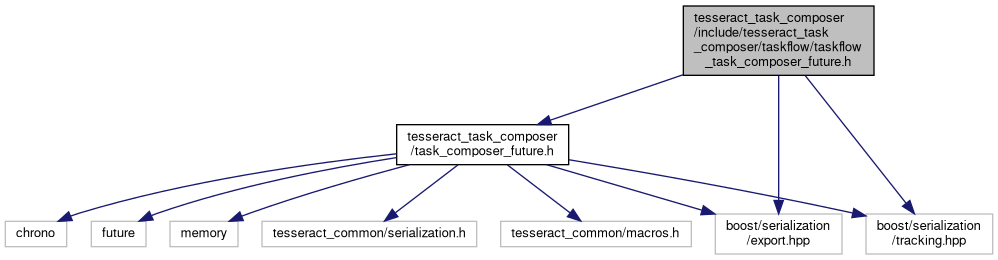 tesseract_task_composer
/include/tesseract_task
_composer/taskflow/taskflow
_task_composer_future.h
tesseract_task_composer
/task_composer_future.h
chrono
future
memory
tesseract_common/serialization.h
tesseract_common/macros.h
boost/serialization
/export.hpp
boost/serialization
/tracking.hpp